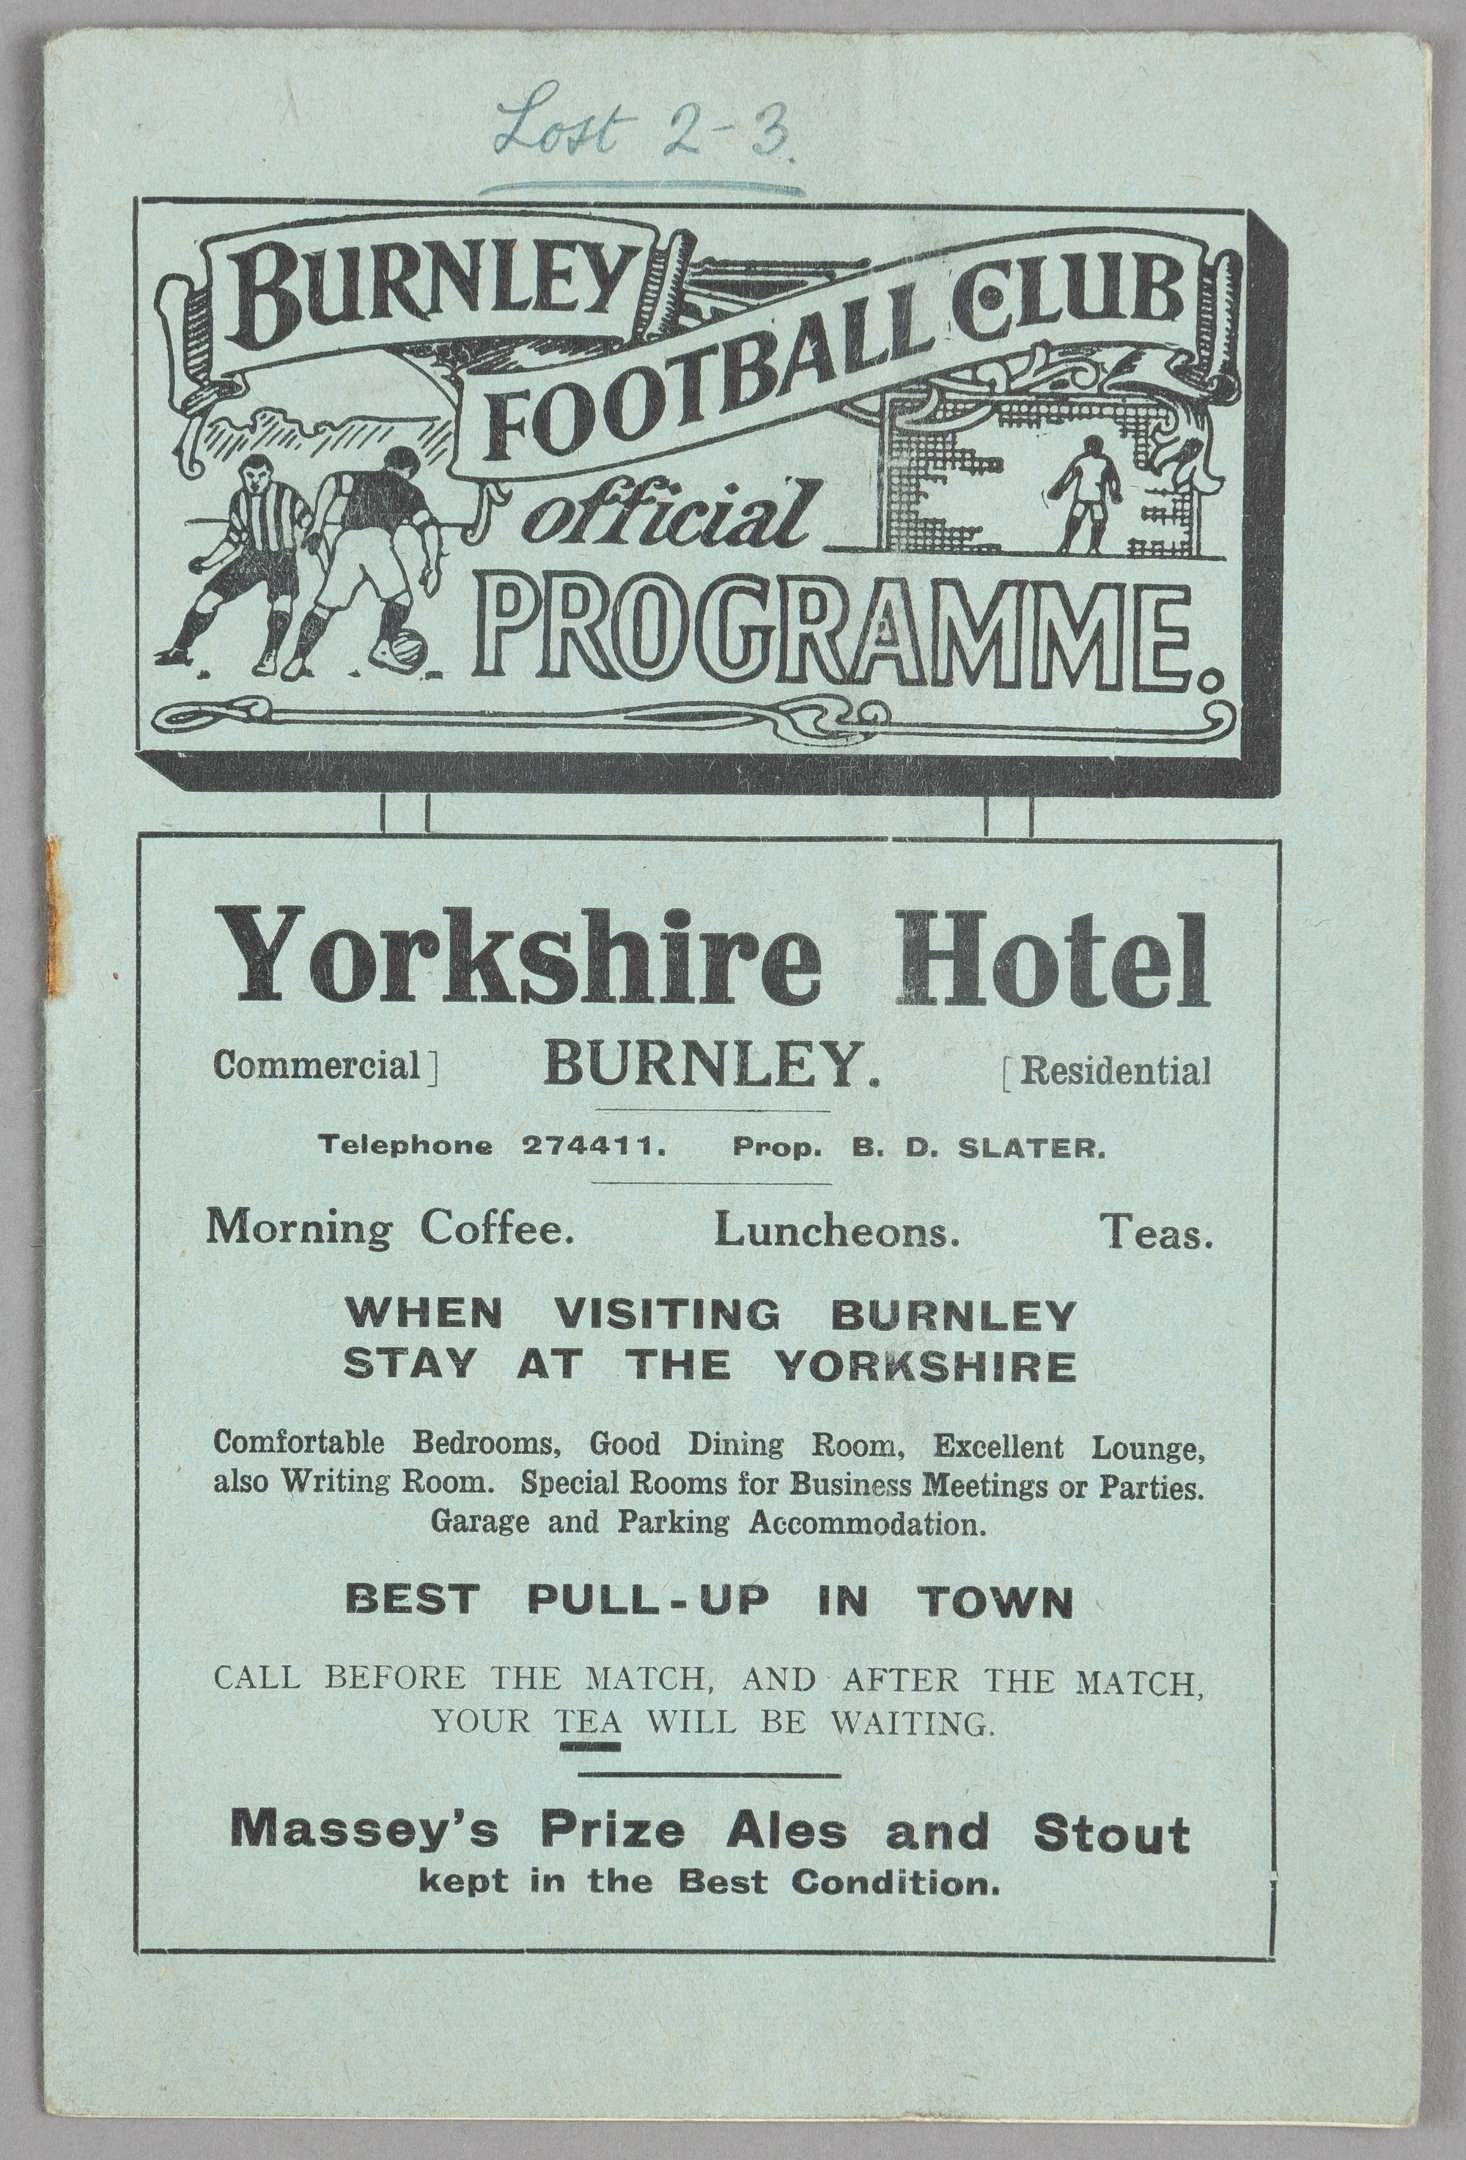 Lost 2-3.
BURNLEY
FOOTBALL CLUB
official
PROGRAMME.
Yorkshire Hotel
Commercial] BURNLEY. [Residential
Telephone 274411. Prop. B. D. SLATER.
Morning Coffee. Luncheons. Teas.
WHEN VISITING BURNLEY
STAY AT THE YORKSHIRE
Comfortable Bedrooms, Good Dining Room, Excellent Lounge,
also Writing Room. Special Rooms for Business Meetings or Parties.
Garage and Parking Accommodation.
BEST PULL-UP IN TOWN
CALL BEFORE THE MATCH, AND AFTER THE MATCH,
YOUR TEA WILL BE WAITING.
Massey's Prize Ales and Stout
kept in the Best Condition.